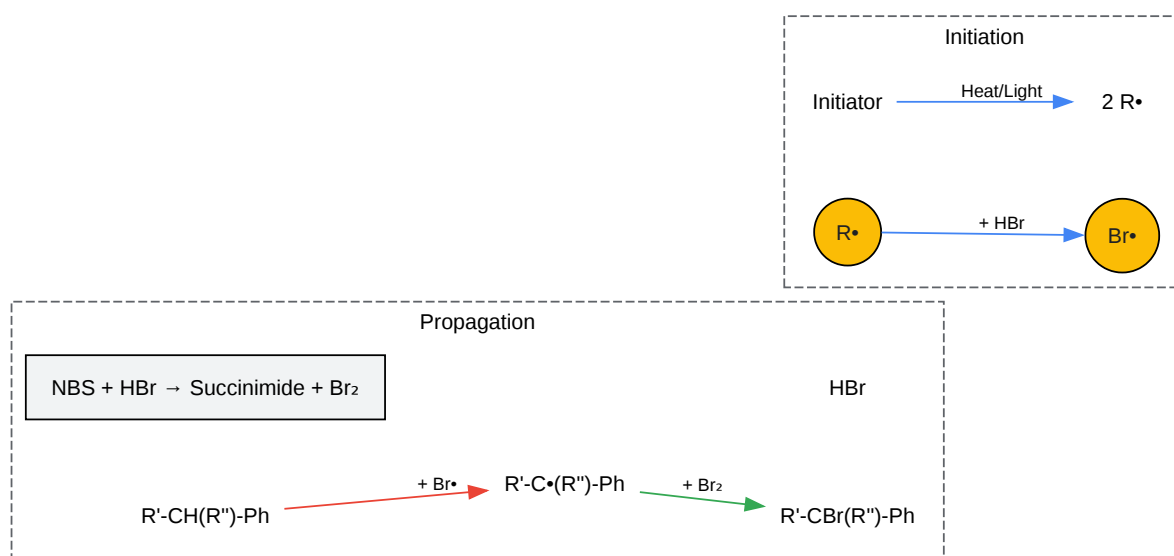 Initiation
Initiator
Heat/Light
2 R•
R•
+ HBr
Br•
Propagation
NBS + HBr → Succinimide + Br₂
HBr
R'-CH(R")-Ph
+ Br•
R'-C•(R")-Ph
+ Br₂
R'-CBr(R")-Ph